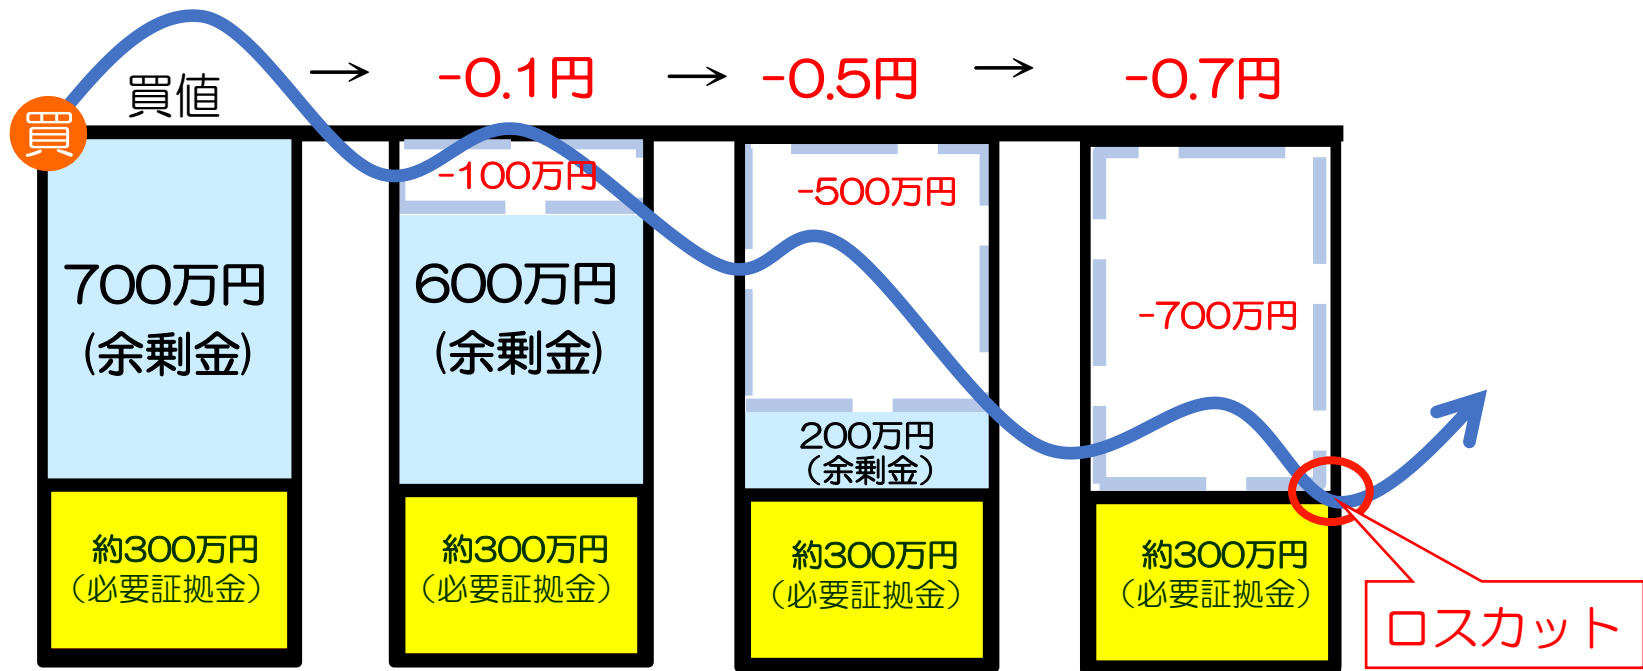 買
買値
→
-0.1円
→
-0.5円
→
-0.7円
700万円
(余剰金)
約300万円
(必要証拠金)
-100万円
600万円
(余剰金)
約300万円
(必要証拠金)
-500万円
200万円
(余剰金)
約300万円
(必要証拠金)
-700万円
約300万円
(必要証拠金)
ロスカット